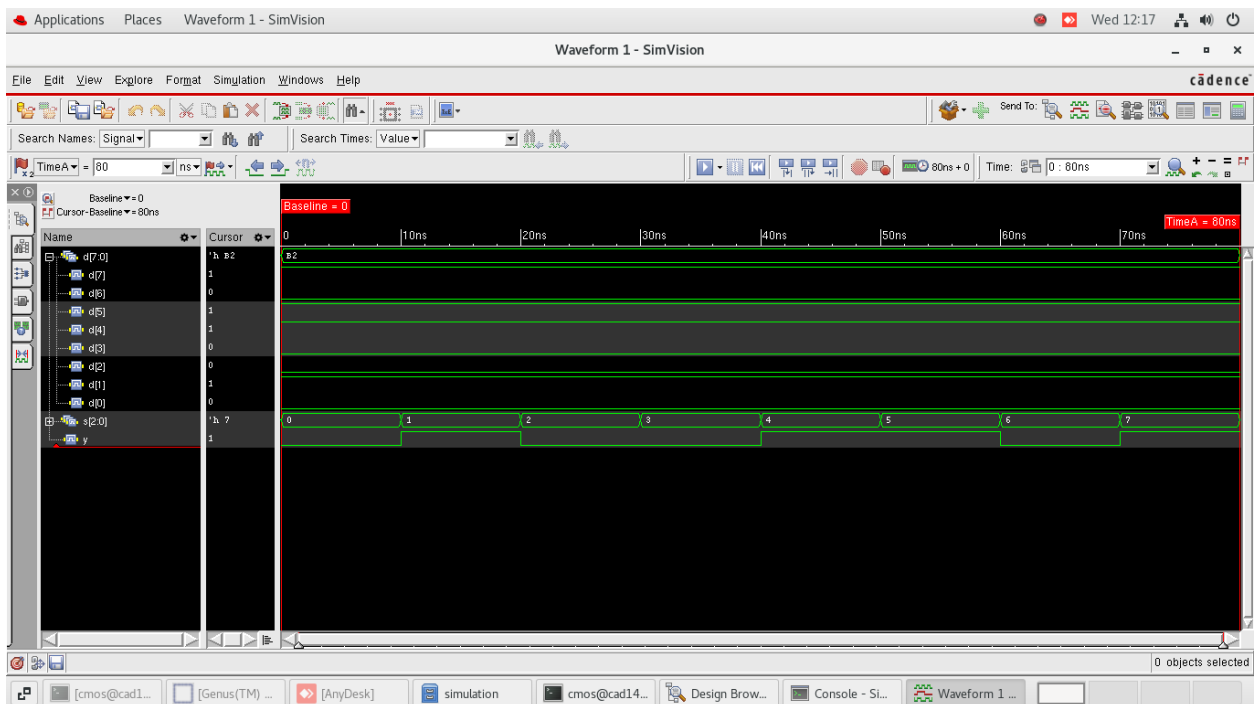 Applications Places Waveform 1 - SimVision Wed 12:17
Waveform 1 - SimVision
File Edit View Explore Format Simulation Windows Help cādence
Send To:
Search Names: Signal Search Times: Value
TimeA = 80 ns 80ns + 0 Time: 0 : 80ns
Baseline = 0
Cursor-Baseline = 80ns
Baseline = 0
TimeA = 80ns
Name Cursor 0 10ns 20ns 30ns 40ns 50ns 60ns 70ns
d[7:0] 'h B2 B2
d[7] 1
d[6] 0
d[5] 1
d[4] 1
d[3] 0
d[2] 0
d[1] 1
d[0] 0
s[2:0] 'h 7 0 1 2 3 4 5 6 7
y 1
0 objects selected
[cmos@cad1... [Genus(TM) ... [AnyDesk] simulation cmos@cad14... Design Brow... Console - Si... Waveform 1 ...